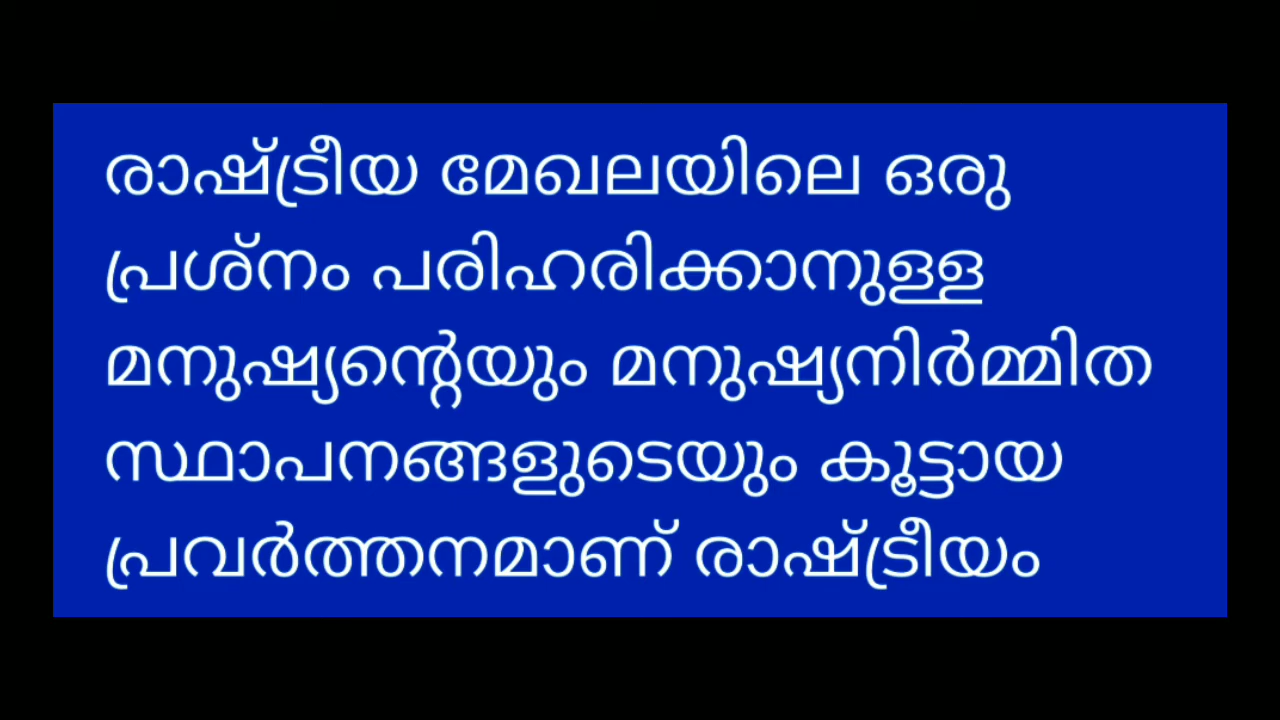 രാഷ്ട്രീയ മേഖലയിലെ ഒരു
പ്രശ്നം പരിഹരിക്കാനുള്ള
മനുഷ്യന്റെയും മനുഷ്യനിർമ്മിത
സ്ഥാപനങ്ങളുടെയും കൂട്ടായ
പ്രവർത്തനമാണ് രാഷ്ട്രീയം